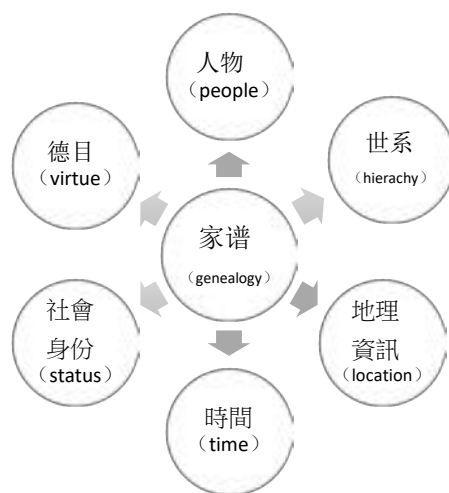 人物
（people）
德目
（virtue）
世系
（hierachy）
家谱
（genealogy）
社會
身份
（status）
地理
資訊
（location）
時間
（time）